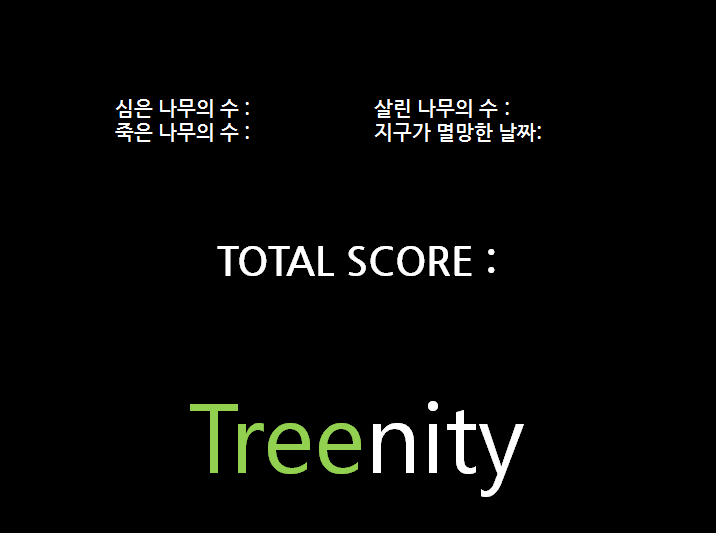 심은 나무의 수 : 살린 나무의 수 :
죽은 나무의 수 : 지구가 멸망한 날짜:
TOTAL SCORE :
Treenity